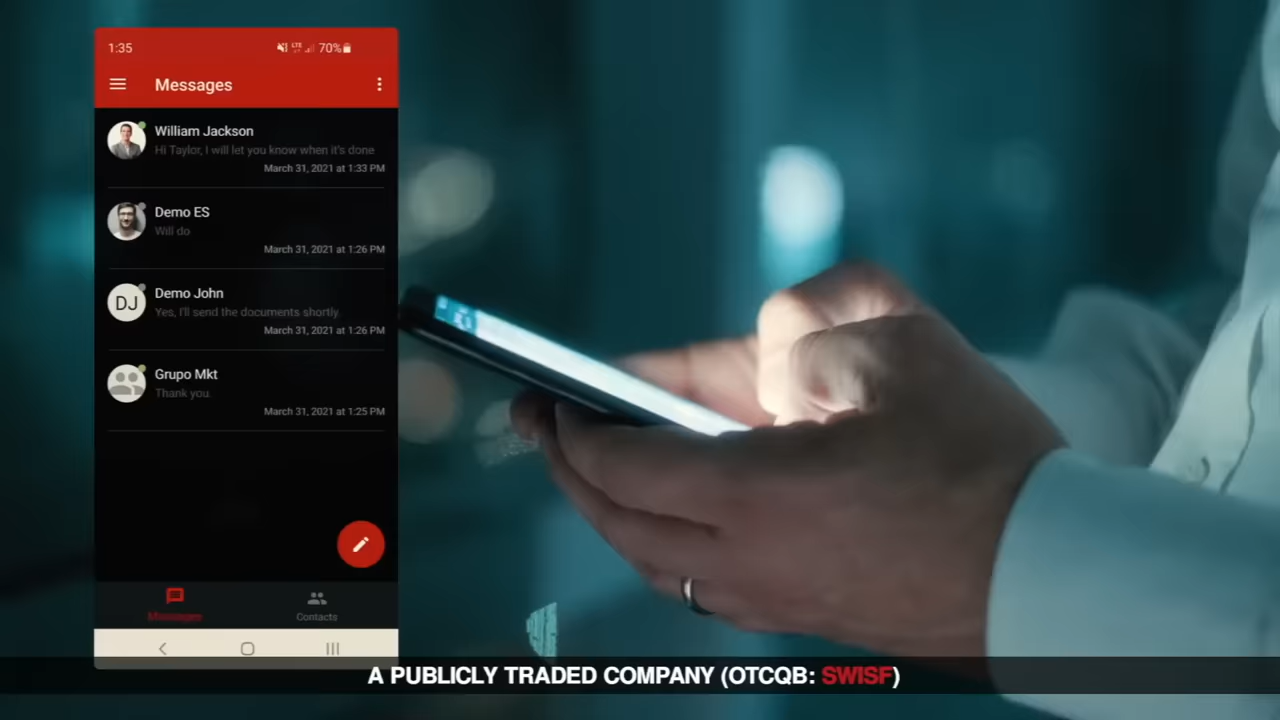 1:35 LTE 70%
Messages
William Jackson
Hi Taylor, I will let you know when it's done
March 31, 2021 at 1:33 PM
Demo ES
Will do
March 31, 2021 at 1:26 PM
DJ
Demo John
Yes, I'll send the documents shortly
March 31, 2021 at 1:26 PM
Grupo Mkt
Thank you.
March 31, 2021 at 1:25 PM
Messages Contacts
A PUBLICLY TRADED COMPANY (OTCQB: SWISF)